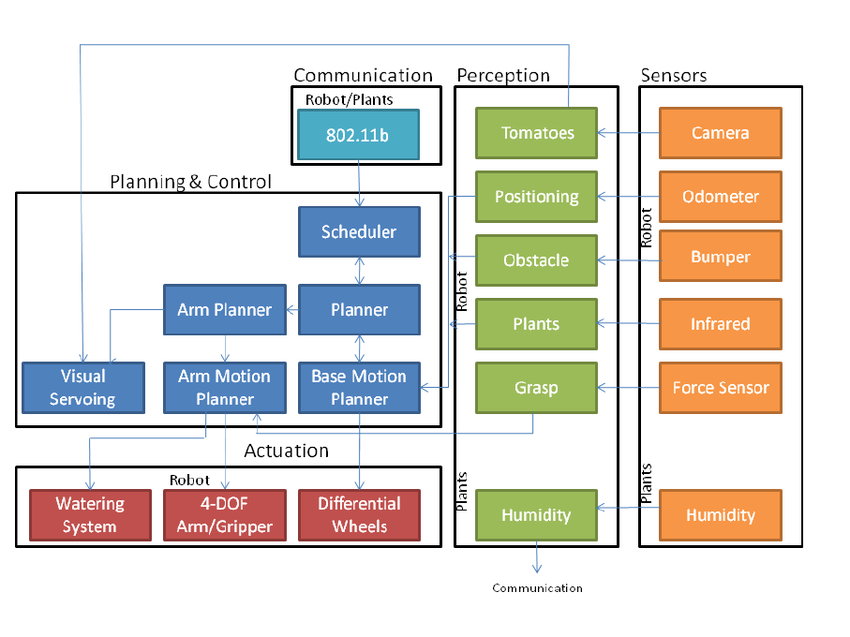 Communication
Perception
Sensors
Robot/Plants
802.11b
Tomatoes
Camera
Planning & Control
Positioning
Odometer
Scheduler
Robot
Obstacle
Bumper
Robot
Arm Planner
Planner
Plants
Infrared
Visual
Servoing
Arm Motion
Planner
Base Motion
Planner
Grasp
Force Sensor
Actuation
Robot
Plants
Plants
Watering
System
4-DOF
Arm/Gripper
Differential
Wheels
Humidity
Humidity
Communication